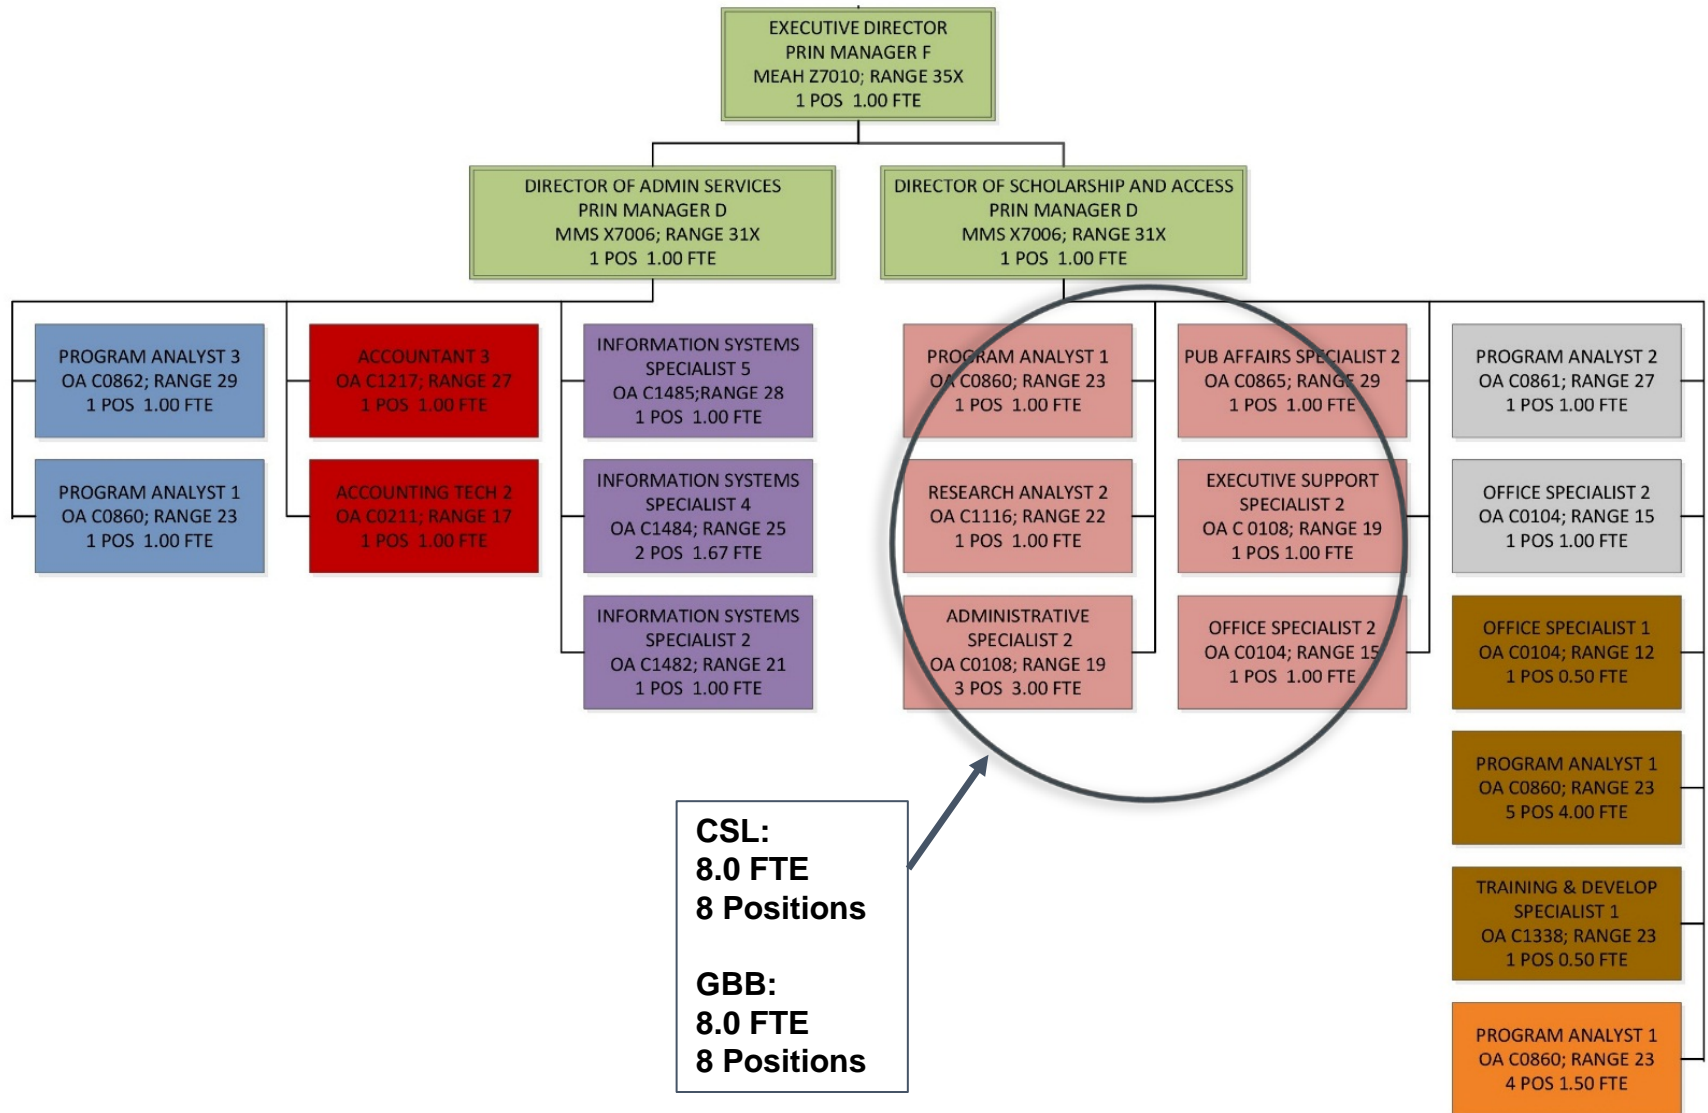 EXECUTIVE DIRECTOR
PRIN MANAGER F
MEAH Z7010; RANGE 35X
1 POS  1.00 FTE
DIRECTOR OF ADMIN SERVICES
PRIN MANAGER D
MMS X7006; RANGE 31X
1 POS  1.00 FTE
DIRECTOR OF SCHOLARSHIP AND ACCESS
PRIN MANAGER D
MMS X7006; RANGE 31X
1 POS  1.00 FTE
PROGRAM ANALYST 3
OA C0862; RANGE 29
1 POS  1.00 FTE
PROGRAM ANALYST 1
OA C0860; RANGE 23
1 POS  1.00 FTE
ACCOUNTANT 3
OA C1217; RANGE 27
1 POS  1.00 FTE
ACCOUNTING TECH 2
OA C0211; RANGE 17
1 POS  1.00 FTE
INFORMATION SYSTEMS
SPECIALIST 5
OA C1485;RANGE 28
1 POS  1.00 FTE
INFORMATION SYSTEMS
SPECIALIST 4
OA C1484; RANGE 25
2 POS  1.67 FTE
INFORMATION SYSTEMS
SPECIALIST 2
OA C1482; RANGE 21
1 POS  1.00 FTE
PROGRAM ANALYST 1
OA C0860; RANGE 23
1 POS  1.00 FTE
RESEARCH ANALYST 2
OA C1116; RANGE 22
1 POS  1.00 FTE
ADMINISTRATIVE
SPECIALIST 2
OA C0108; RANGE 19
3 POS  3.00 FTE
PUB AFFAIRS SPECIALIST 2
OA C0865; RANGE 29
1 POS  1.00 FTE
EXECUTIVE SUPPORT
SPECIALIST 2
OA C 0108; RANGE 19
1 POS 1.00 FTE
OFFICE SPECIALIST 2
OA C0104; RANGE 15
1 POS  1.00 FTE
PROGRAM ANALYST 2
OA C0861; RANGE 27
1 POS 1.00 FTE
OFFICE SPECIALIST 2
OA C0104; RANGE 15
1 POS 1.00 FTE
OFFICE SPECIALIST 1
OA C0104; RANGE 12
1 POS 0.50 FTE
PROGRAM ANALYST 1
OA C0860; RANGE 23
5 POS 4.00 FTE
TRAINING & DEVELOP
SPECIALIST 1
OA C1338; RANGE 23
1 POS 0.50 FTE
PROGRAM ANALYST 1
OA C0860; RANGE 23
4 POS 1.50 FTE
CSL:
8.0 FTE
8 Positions
GBB:
8.0 FTE
8 Positions